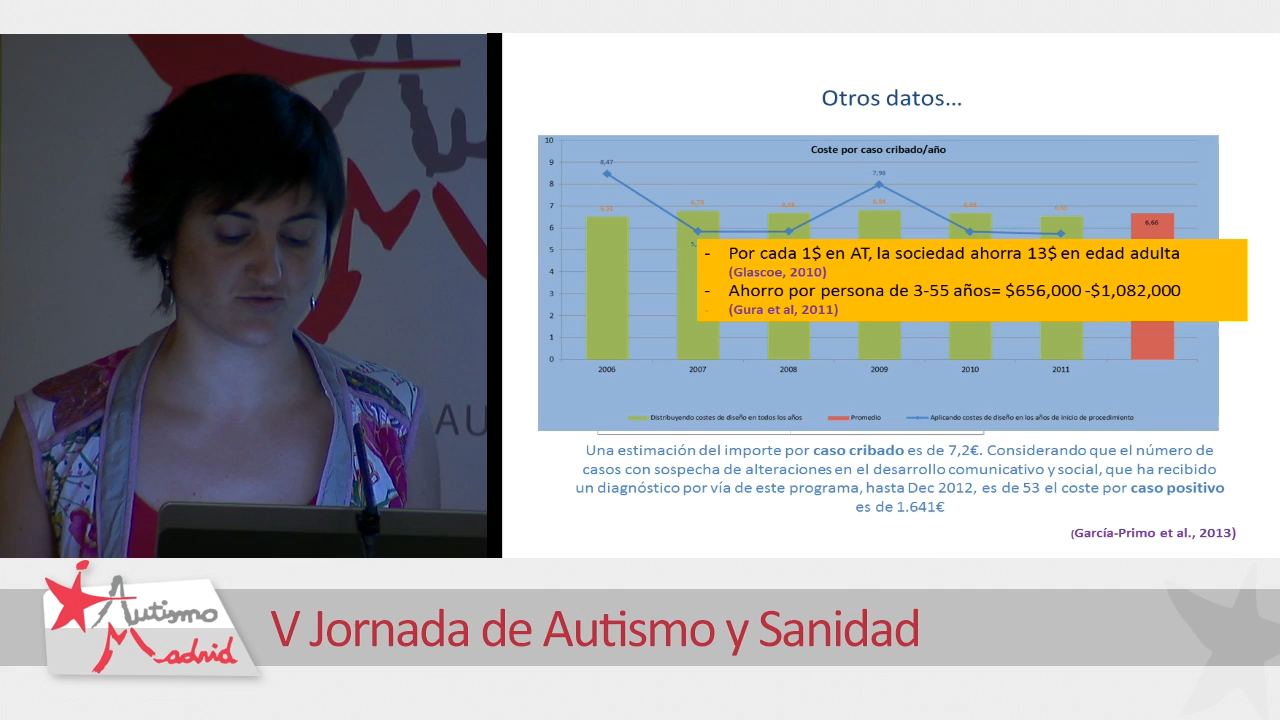 Otros datos...
Coste por caso cribado/año
10
9
8
7
6
5
4
3
2
1
0
8,47
7,98
6,66
2006
2007
2008
2009
2010
2011
- Por cada 1$ en AT, la sociedad ahorra 13$ en edad adulta
(Glascoe, 2010)
- Ahorro por persona de 3-55 años= $656,000 -$1,082,000
- (Gura et al, 2011)
Distribuyendo costes de diseño en todos los años
Promedio
Aplicando costes de diseño en los años de inicio de procedimiento
Una estimación del importe por caso cribado es de 7,2€. Considerando que el número de
casos con sospecha de alteraciones en el desarrollo comunicativo y social, que ha recibido
un diagnóstico por vía de este programa, hasta Dec 2012, es de 53 el coste por caso positivo
es de 1.641€
(García-Primo et al., 2013)
AU
Autismo
Madrid
V Jornada de Autismo y Sanidad